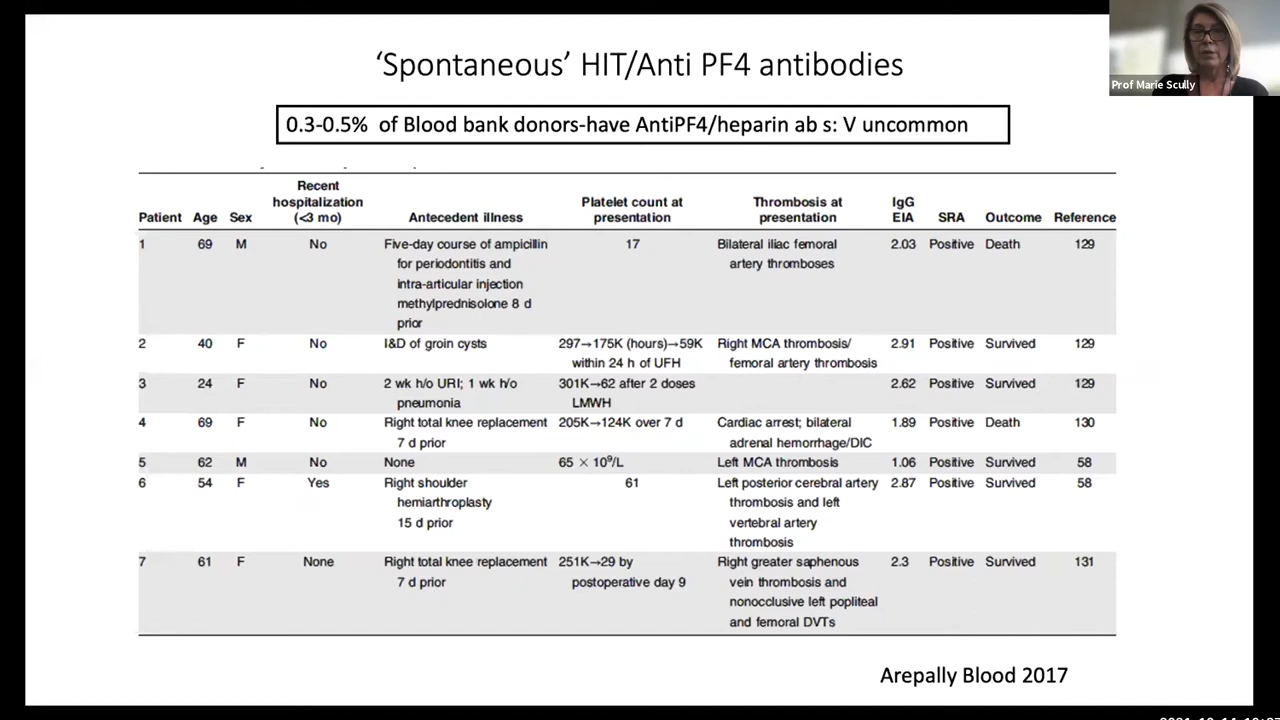 ‘Spontaneous’ HIT/Anti PF4 antibodies
Prof Marie Scully
0.3-0.5%  of Blood bank donors-have AntiPF4/heparin ab s: V uncommon
Recent
hospitalization
Platelet count at
Thrombosis at
IgG
Patient Age Sex (<3 mo) Antecedent illness presentation presentation EIA SRA Outcome Reference
1 69 M No Five-day course of ampicillin 17 Bilateral iliac femoral 2.03 Positive Death 129
for periodontitis and artery thromboses
intra-articular injection
methylprednisolone 8 d
prior
2 40 F No I&D of groin cysts 297→175K (hours)→59K Right MCA thrombosis/ 2.91 Positive Survived 129
within 24 h of UFH femoral artery thrombosis
3 24 F No 2 wk h/o URI; 1 wk h/o 301K→62 after 2 doses 2.62 Positive Survived 129
pneumonia LMWH
4 69 F No Right total knee replacement 205K→124K over 7 d Cardiac arrest; bilateral 1.89 Positive Death 130
7 d prior adrenal hemorrhage/DIC
5 62 M No None 65 × 10⁹/L Left MCA thrombosis 1.06 Positive Survived 58
6 54 F Yes Right shoulder 61 Left posterior cerebral artery 2.87 Positive Survived 58
hemiarthroplasty thrombosis and left
15 d prior vertebral artery
thrombosis
7 61 F None Right total knee replacement 251K→29 by Right greater saphenous 2.3 Positive Survived 131
7 d prior postoperative day 9 vein thrombosis and
nonocclusive left popliteal
and femoral DVTs
Arepally Blood 2017